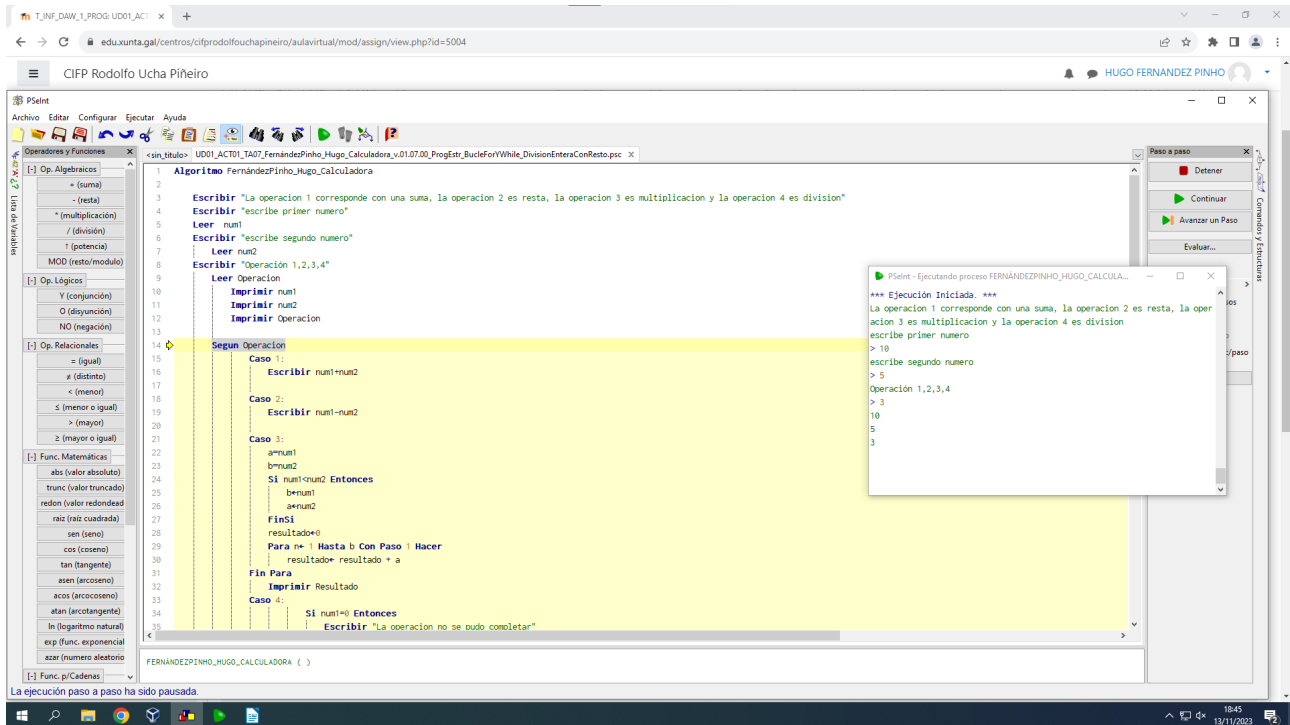 T_INF_DAW_1_PROG: UD01_ACT
edu.xunta.gal/centros/cifprodolfouchapineiro/aulavirtual/mod/assign/view.php?id=5004
CIFP Rodolfo Ucha Piñeiro
HUGO FERNANDEZ PINHO
PSeInt
Archivo Editar Configurar Ejecutar Ayuda
Operadores y Funciones
<sin_titulo> UD01_ACT01_TA07_FernándezPinho_Hugo_Calculadora_v.01.07.00_ProgEstr_BucleForYWhile_DivisionEnteraConResto.psc
Paso a paso
Lista de Variables
[-] Op. Algebraicos
+ (suma)
- (resta)
* (multiplicación)
/ (división)
↑ (potencia)
MOD (resto/modulo)
[-] Op. Lógicos
Y (conjunción)
O (disyunción)
NO (negación)
[-] Op. Relacionales
= (igual)
≠ (distinto)
< (menor)
≤ (menor o igual)
> (mayor)
≥ (mayor o igual)
[-] Func. Matemáticas
abs (valor absoluto)
trunc (valor truncado)
redon (valor redondead
raiz (raíz cuadrada)
sen (seno)
cos (coseno)
tan (tangente)
asen (arcoseno)
acos (arcocoseno)
atan (arcotangente)
ln (logaritmo natural)
exp (func. exponencial
azar (numero aleatorio
[-] Func. p/Cadenas
1 Algoritmo FernándezPinho_Hugo_Calculadora
2
3 Escribir "La operacion 1 corresponde con una suma, la operacion 2 es resta, la operacion 3 es multiplicacion y la operacion 4 es division"
4 Escribir "escribe primer numero"
5 Leer num1
6 Escribir "escribe segundo numero"
7 Leer num2
8 Escribir "Operación 1,2,3,4"
9 Leer Operacion
10 Imprimir num1
11 Imprimir num2
12 Imprimir Operacion
13
14 Segun Operacion
15 Caso 1:
16 Escribir num1+num2
17
18 Caso 2:
19 Escribir num1-num2
20
21 Caso 3:
22 a=num1
23 b=num2
24 Si num1<num2 Entonces
25 b←num1
26 a←num2
27 FinSi
28 resultado←0
29 Para n← 1 Hasta b Con Paso 1 Hacer
30 resultado← resultado + a
31 Fin Para
32 Imprimir Resultado
33 Caso 4:
34 Si num1=0 Entonces
35 Escribir "La operacion no se pudo completar"
FERNÁNDEZPINHO_HUGO_CALCULADORA ( )
Detener
Continuar
Avanzar un Paso
Evaluar...
Comandos y Estructuras
PSeInt - Ejecutando proceso FERNÁNDEZPINHO_HUGO_CALCULA...
*** Ejecución Iniciada. ***
La operacion 1 corresponde con una suma, la operacion 2 es resta, la oper
acion 3 es multiplicacion y la operacion 4 es division
escribe primer numero
> 10
escribe segundo numero
> 5
Operación 1,2,3,4
> 3
10
5
3
La ejecución paso a paso ha sido pausada.
18:45
13/11/2023